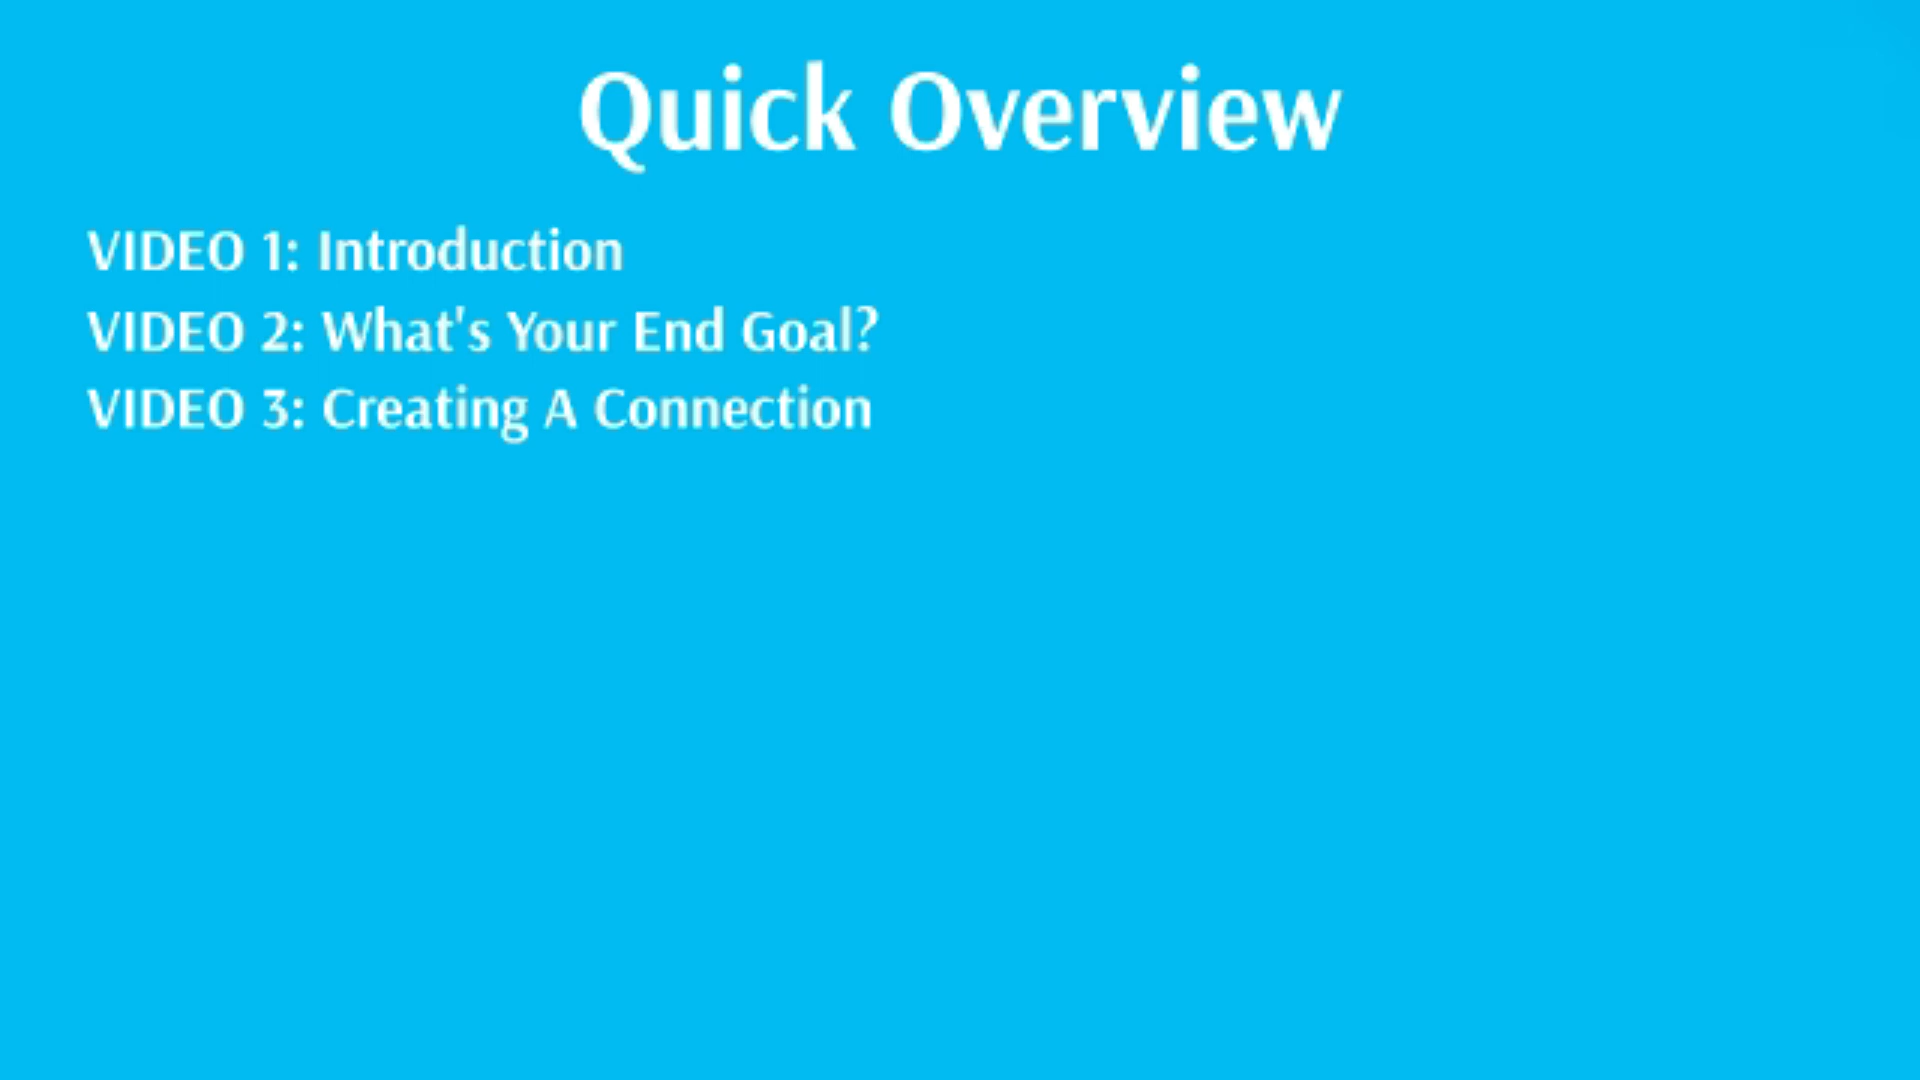 Quick Overview
VIDEO 1: Introduction
VIDEO 2: What's Your End Goal?
VIDEO 3: Creating A Connection